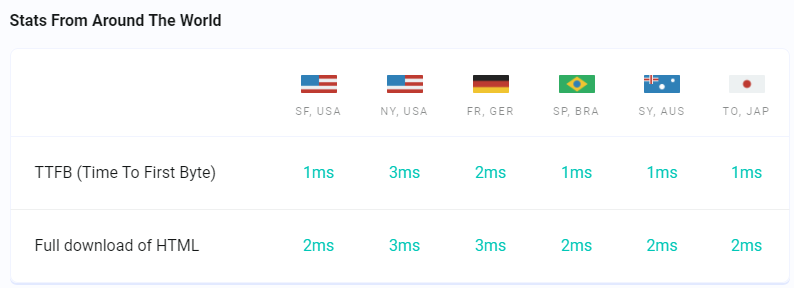 Stats From Around The World
SF, USA NY, USA FR, GER SP, BRA SY, AUS TO, JAP
TTFB (Time To First Byte) 1ms 3ms 2ms 1ms 1ms 1ms
Full download of HTML 2ms 3ms 3ms 2ms 2ms 2ms